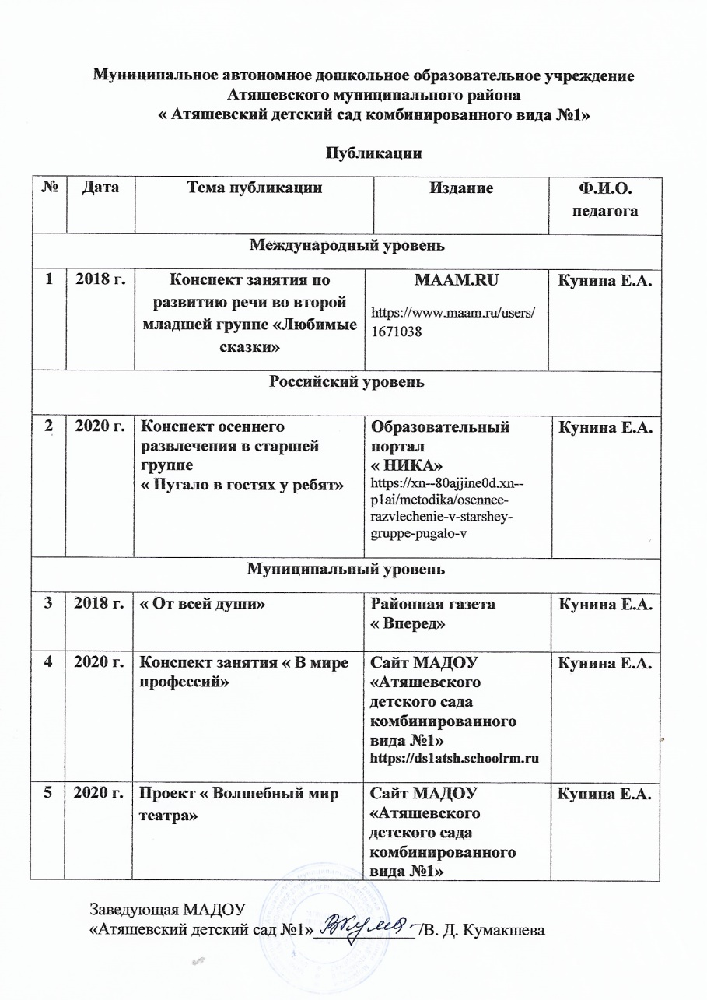 Муниципальное автономное дошкольное образовательное учреждение
Атяшевского муниципального района
« Атяшевский детский сад комбинированного вида №1»
Публикации
№ Дата Тема публикации Издание Ф.И.О.
педагога
Международный уровень
1 2018 г. Конспект занятия по
развитию речи во второй
младшей группе «Любимые
сказки»
MAAM.RU
https://www.maam.ru/users/
1671038
Кунина Е.А.
Российский уровень
2 2020 г. Конспект осеннего
развлечения в старшей
группе
« Пугало в гостях у ребят»
Образовательный
портал
« НИКА»
https://xn--80ajjine0d.xn--
p1ai/metodika/osennee-
razvlechenie-v-starshey-
gruppe-pugalo-v
Кунина Е.А.
Муниципальный уровень
3 2018 г. « От всей души»
Районная газета
« Вперед»
Кунина Е.А.
4 2020 г. Конспект занятия « В мире
профессий»
Сайт МАДОУ
«Атяшевского
детского сада
комбинированного
вида №1»
https://ds1atsh.schoolrm.ru
Кунина Е.А.
5 2020 г. Проект « Волшебный мир
театра»
Сайт МАДОУ
«Атяшевского
детского сада
комбинированного
вида №1»
Кунина Е.А.
Заведующая МАДОУ
«Атяшевский детский сад №1» /В. Д. Кумакшева